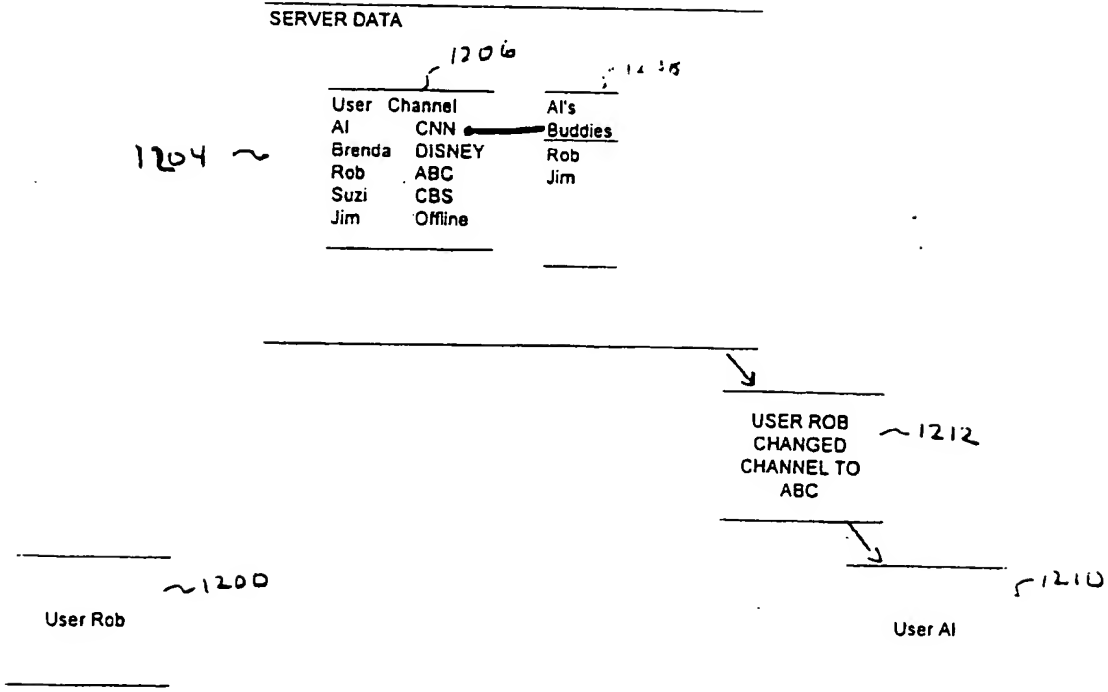 SERVER DATA
1206
User Channel
Al CNN
Brenda DISNEY
Rob ABC
Suzi CBS
Jim Offline
Al's
Buddies
Rob
Jim
1204
USER ROB
CHANGED
CHANNEL TO
ABC
1212
1200
User Rob
1210
User Al